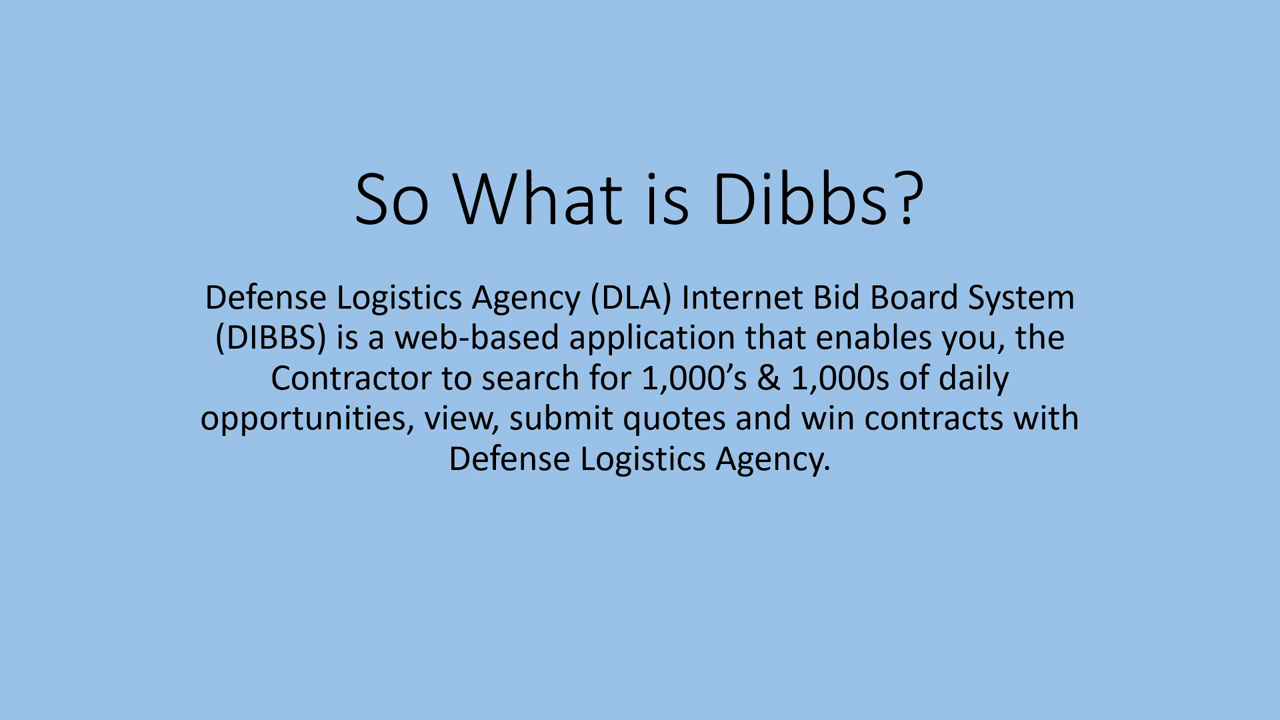 So What is Dibbs?
Defense Logistics Agency (DLA) Internet Bid Board System
(DIBBS) is a web-based application that enables you, the
Contractor to search for 1,000’s & 1,000s of daily
opportunities, view, submit quotes and win contracts with
Defense Logistics Agency.